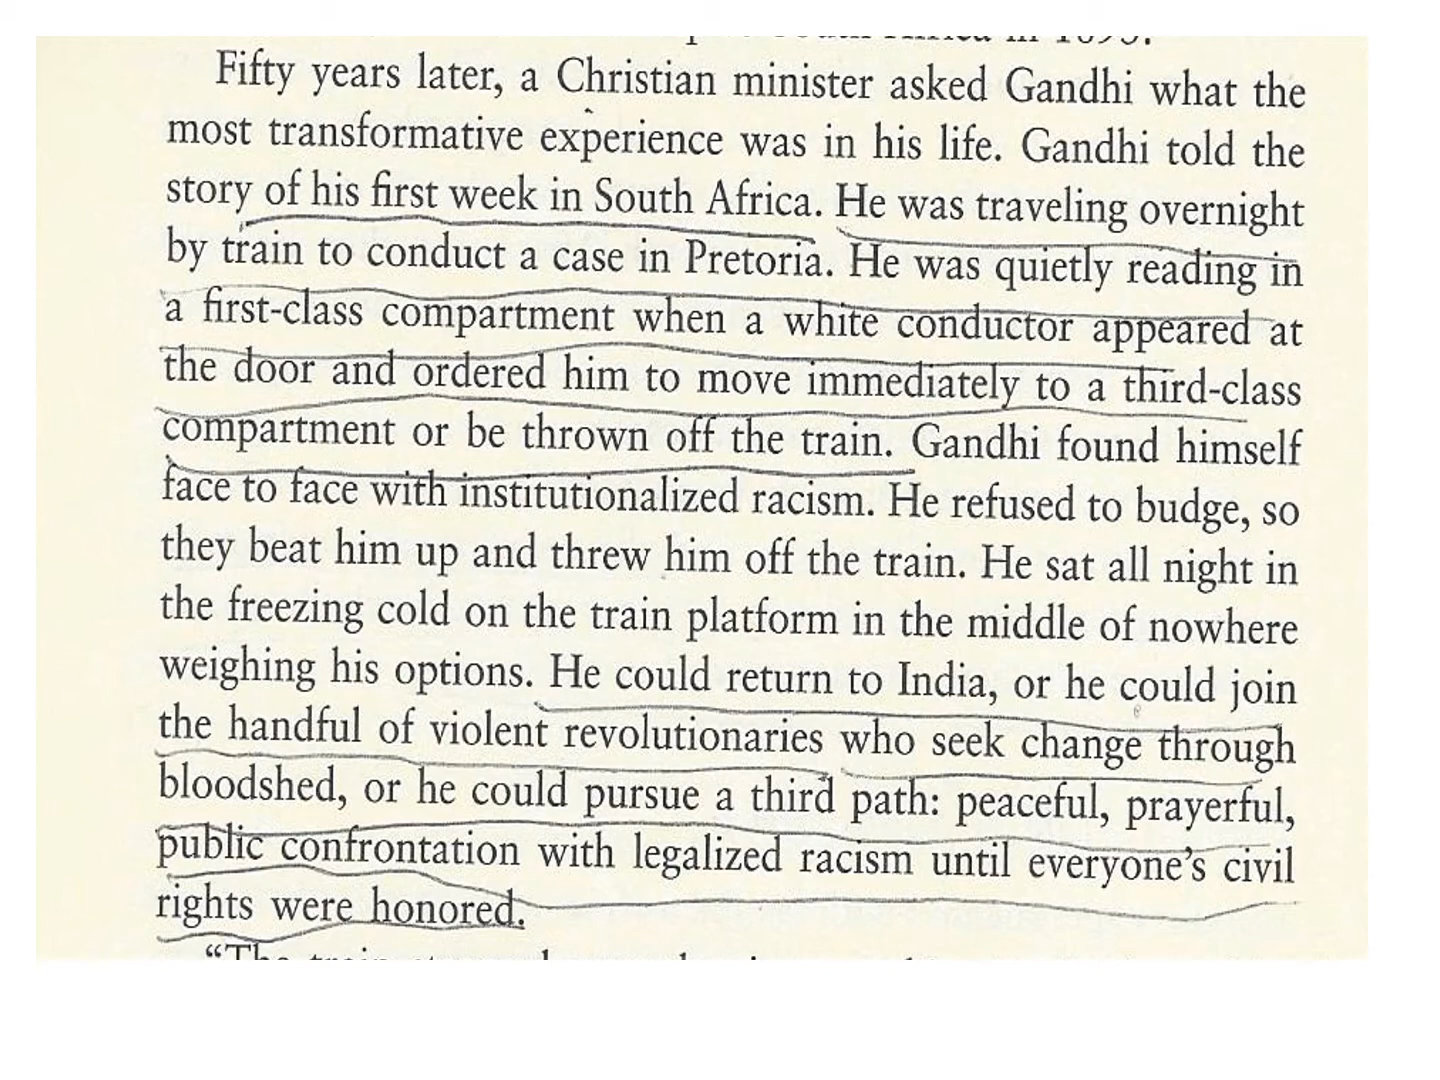 Fifty years later, a Christian minister asked Gandhi what the
most transformative experience was in his life. Gandhi told the
story of his first week in South Africa. He was traveling overnight
by train to conduct a case in Pretoria. He was quietly reading in
a first-class compartment when a white conductor appeared at
the door and ordered him to move immediately to a third-class
compartment or be thrown off the train. Gandhi found himself
face to face with institutionalized racism. He refused to budge, so
they beat him up and threw him off the train. He sat all night in
the freezing cold on the train platform in the middle of nowhere
weighing his options. He could return to India, or he could join
the handful of violent revolutionaries who seek change through
bloodshed, or he could pursue a third path: peaceful, prayerful,
public confrontation with legalized racism until everyone’s civil
rights were honored.
“The train